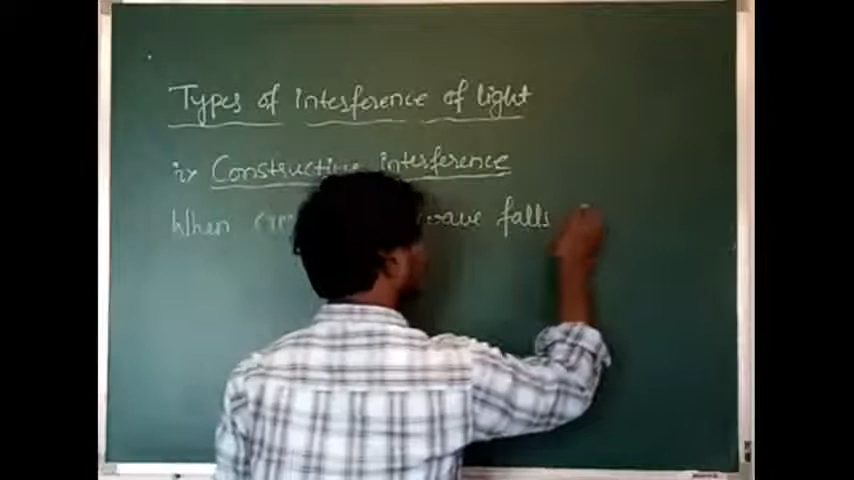 Types of interference of light
i> Constructive interference
When wave falls